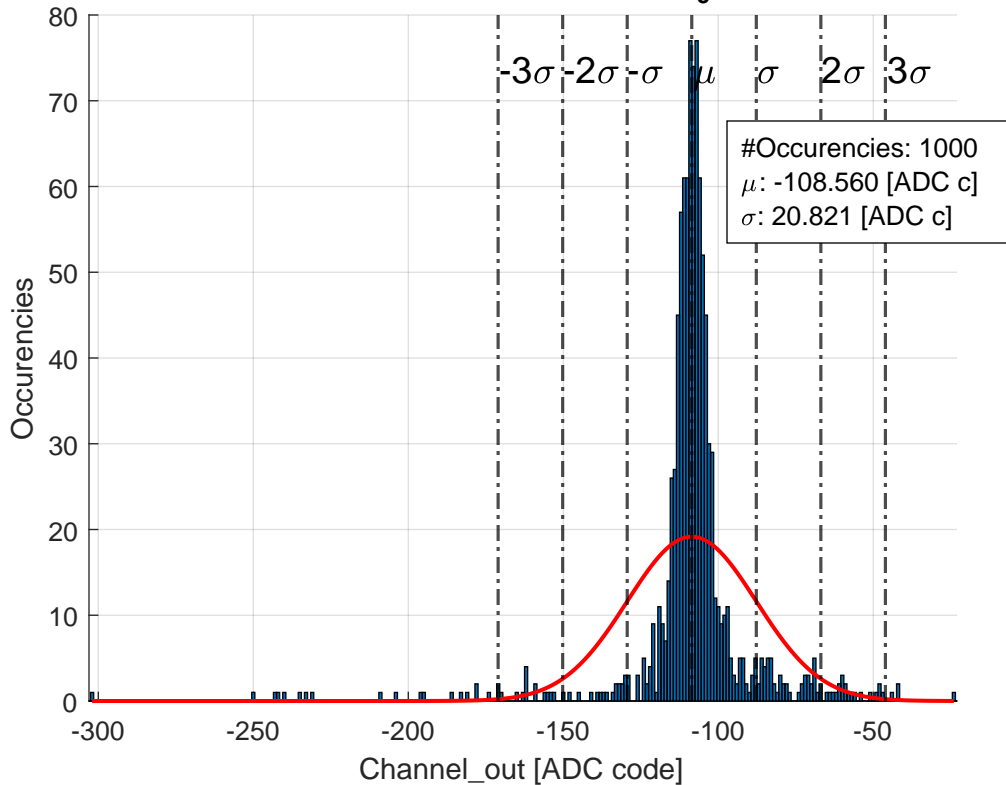 80
70
60
50
40
30
20
10
0
Occurencies
-3σ -2σ -σ μ σ 2σ 3σ
#Occurencies: 1000
μ: -108.560 [ADC c]
σ: 20.821 [ADC c]
-300 -250 -200 -150 -100 -50
Channel_out [ADC code]